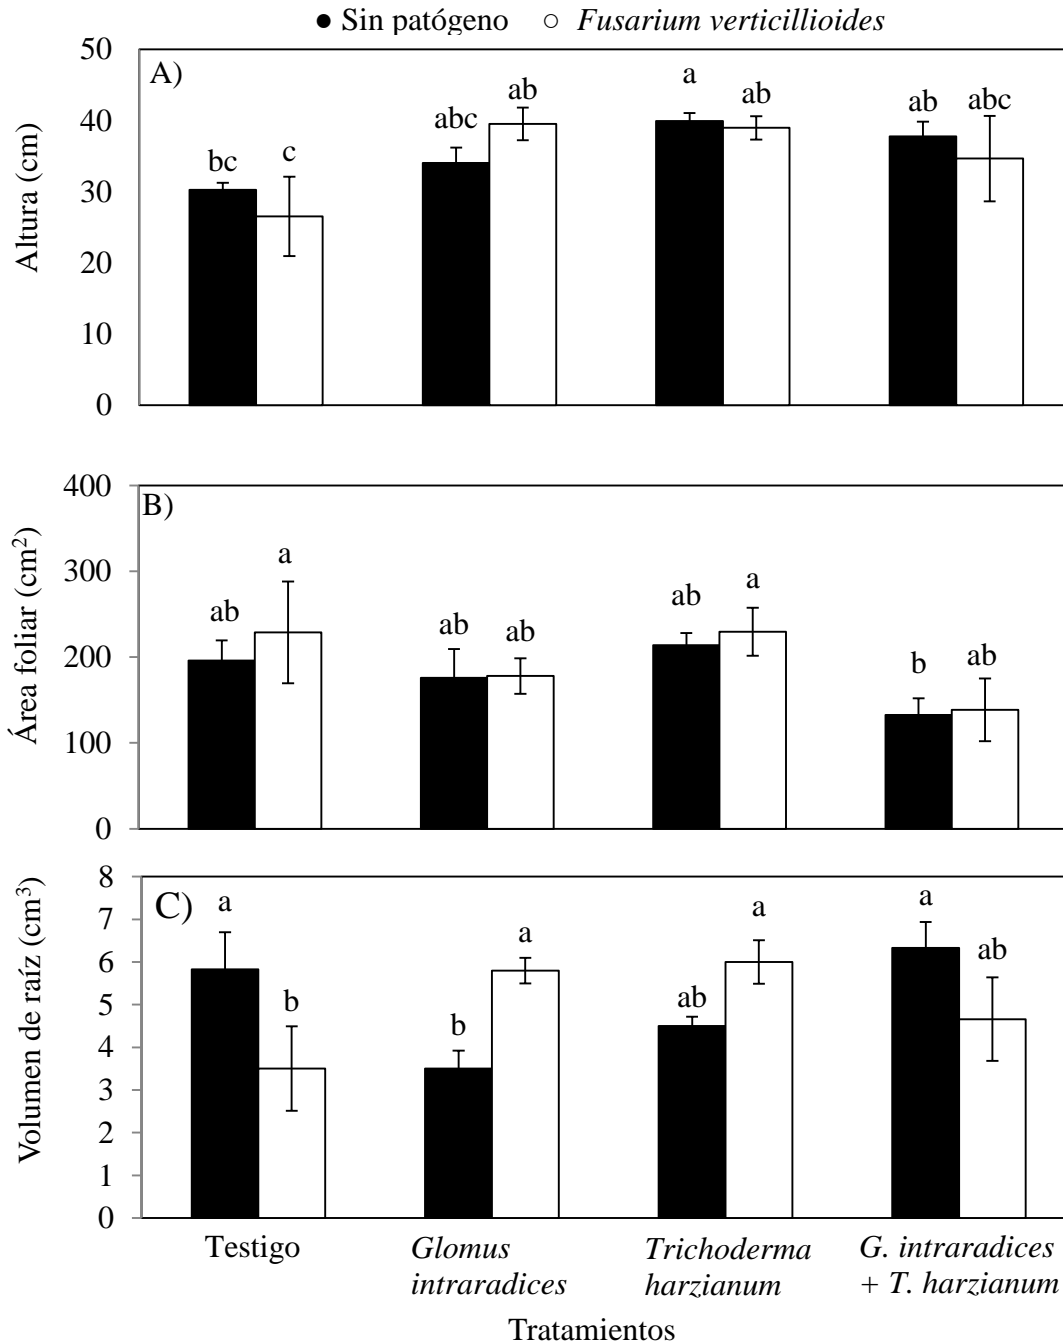 ● Sin patógeno ○ Fusarium verticillioides
A)
Altura (cm)
50
40
30
20
10
0
bc
c
abc
ab
a
ab
ab
abc
B)
Área foliar (cm²)
400
300
200
100
0
ab
a
ab
ab
ab
a
b
ab
C)
Volumen de raíz (cm³)
8
7
6
5
4
3
2
1
0
a
b
b
a
ab
a
a
ab
Testigo
Glomus
intraradices
Trichoderma
harzianum
G. intraradices
+ T. harzianum
Tratamientos